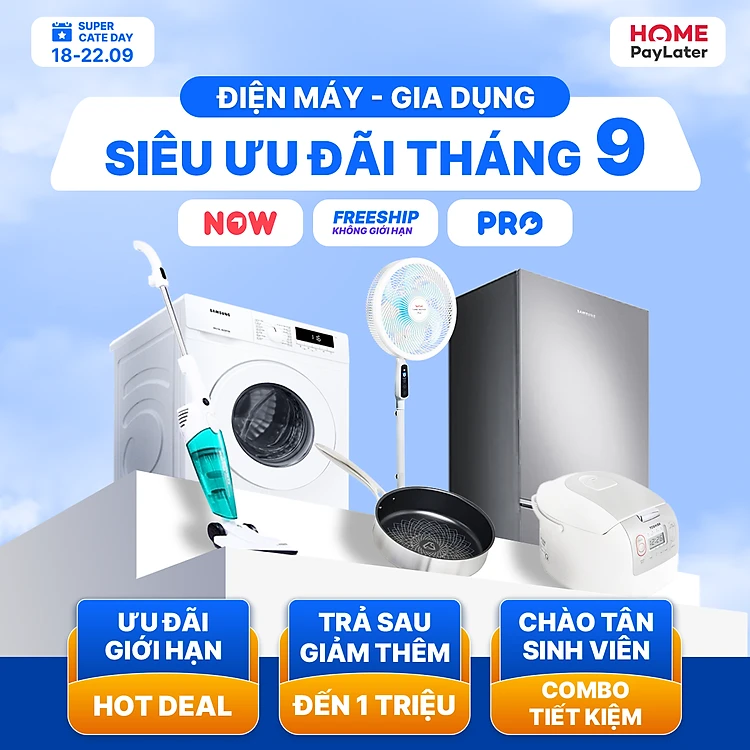 SUPER
CATE DAY
18-22.09
HOME
PayLater
ĐIỆN MÁY - GIA DỤNG
SIÊU ƯU ĐÃI THÁNG 9
NOW
FREESHIP
KHÔNG GIỚI HẠN
PRO
SAMSUNG
SAMSUNG
TOSHIBA
ƯU ĐÃI
GIỚI HẠN
HOT DEAL
TRẢ SAU
GIẢM THÊM
ĐẾN 1 TRIỆU
CHÀO TÂN
SINH VIÊN
COMBO
TIẾT KIỆM